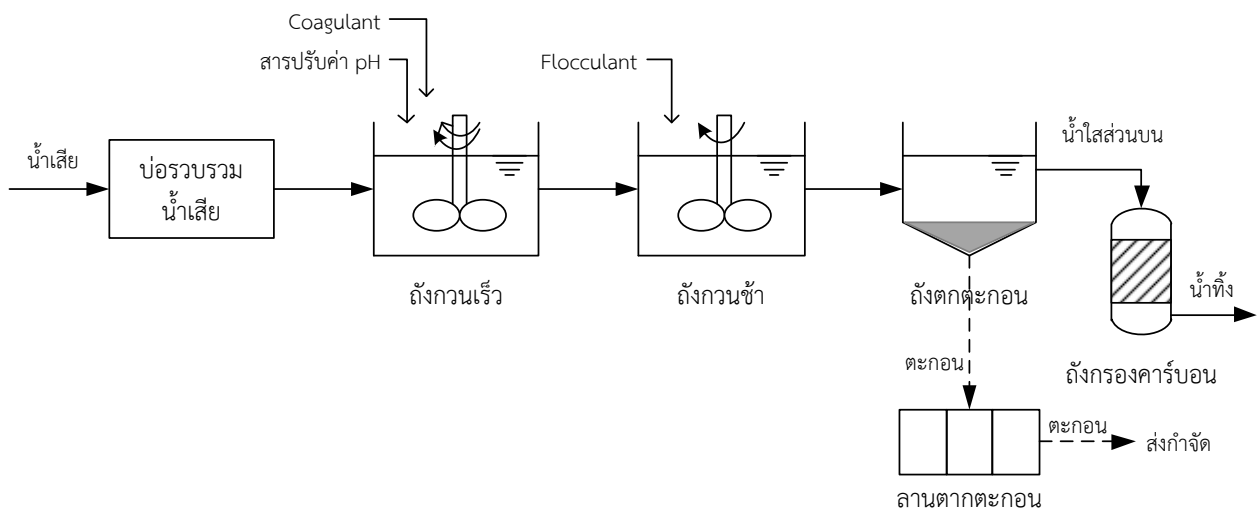 Coagulant
สารปรับค่า pH
Flocculant
น้ำเสีย
บ่อรวบรวม
น้ำเสีย
น้ำใสส่วนบน
ถังกวนเร็ว
ถังกวนช้า
ถังตกตะกอน
น้ำทิ้ง
ตะกอน
ถังกรองคาร์บอน
ตะกอน
ส่งกำจัด
ลานตากตะกอน